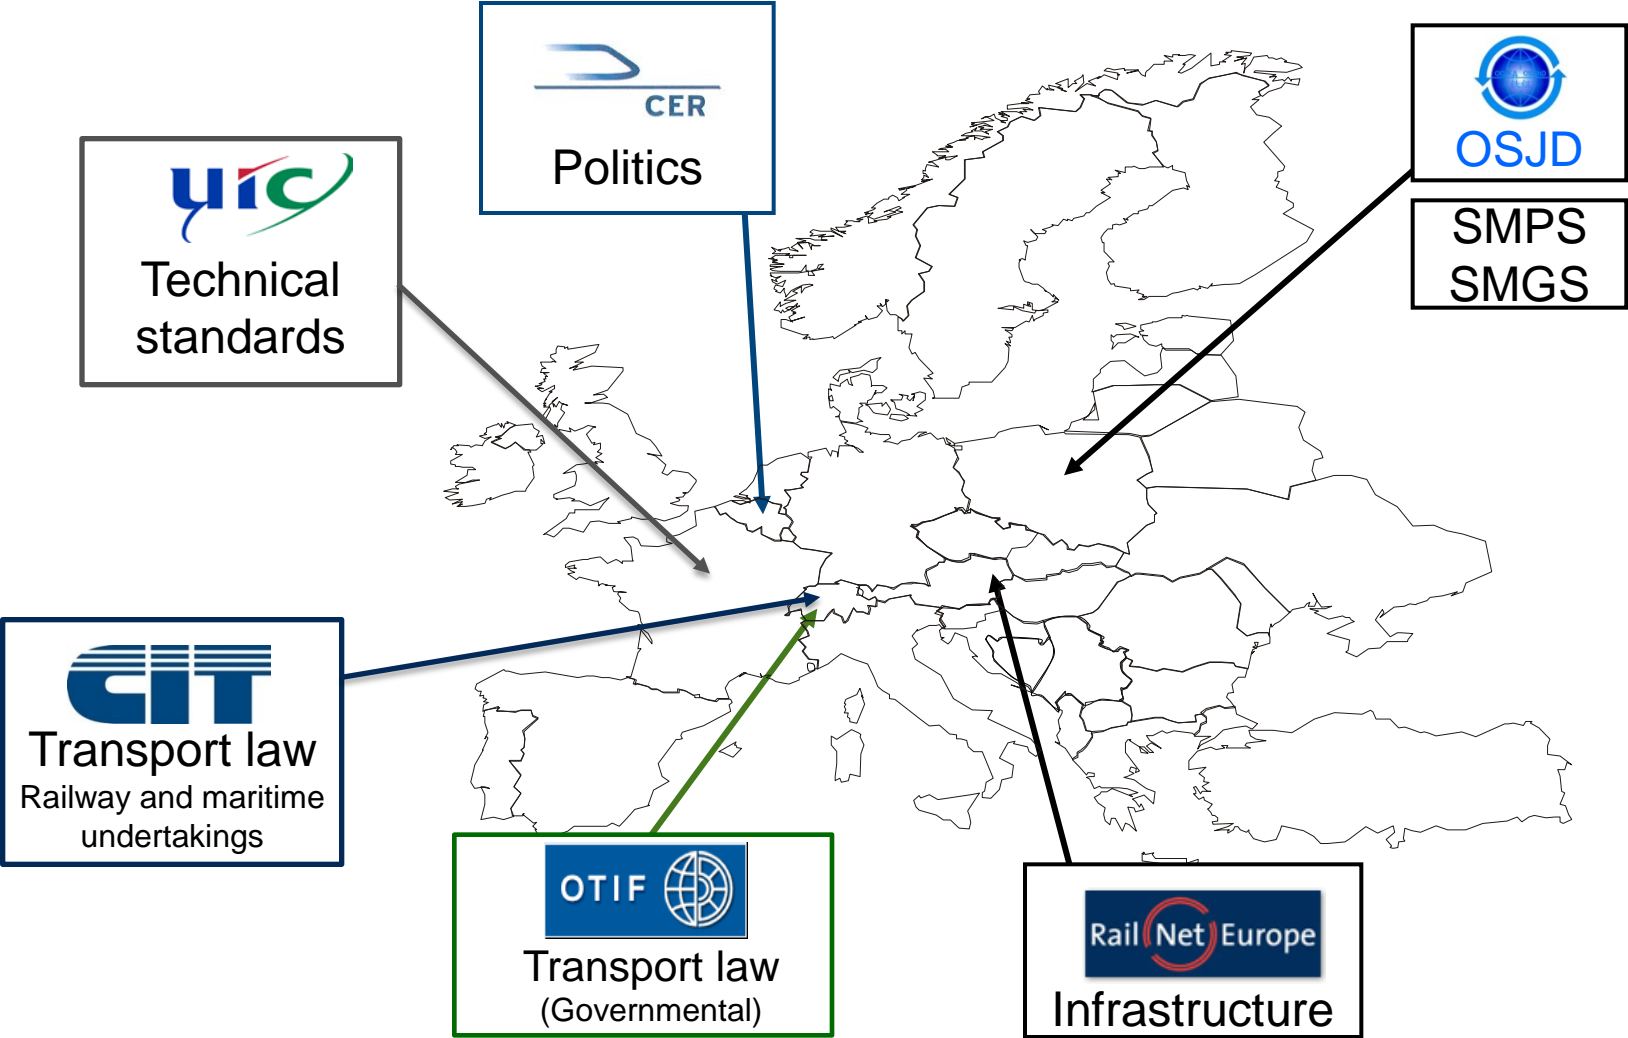 CER
Politics
uic
Technical
standards
OSJD
SMPS
SMGS
CIT
Transport law
Railway and maritime
undertakings
OTIF
Transport law
(Governmental)
Rail Net Europe
Infrastructure